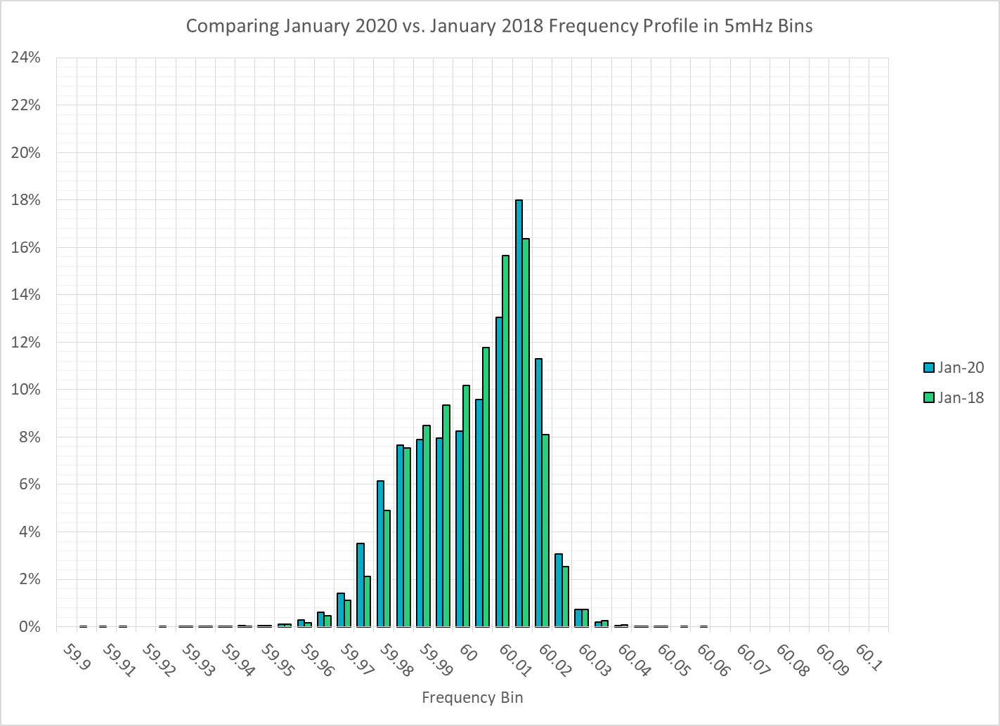 Comparing January 2020 vs. January 2018 Frequency Profile in 5mHz Bins
24%
22%
20%
18%
16%
14%
12%
10%
8%
6%
4%
2%
0%
Jan-20
Jan-18
59.9 59.91 59.92 59.93 59.94 59.95 59.96 59.97 59.98 59.99 60 60.01 60.02 60.03 60.04 60.05 60.06 60.07 60.08 60.09 60.1
Frequency Bin